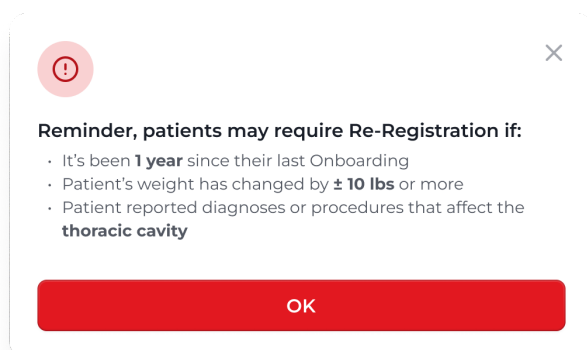 Reminder, patients may require Re-Registration if:
• It’s been 1 year since their last Onboarding
• Patient’s weight has changed by ± 10 lbs or more
• Patient reported diagnoses or procedures that affect the
thoracic cavity
OK